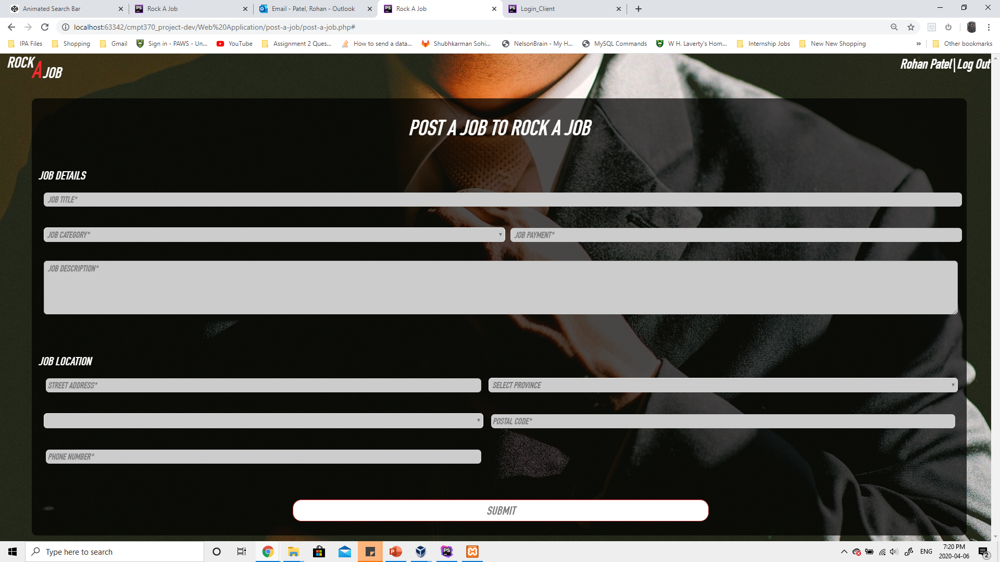 Animated Search Bar
PS Rock A Job
Email - Patel, Rohan - Outlook
PS Rock A Job
PS Login_Client
localhost:63342/cmpt370_project-dev/Web%20Application/post-a-job/post-a-job.php#
IPA Files
Shopping
Gmail
Sign in - PAWS - Un...
YouTube
Assignment 2 Ques...
How to send a data...
Shubhkarman Sohi...
NelsonBrain - My H...
MySQL Commands
W H. Laverty's Hom...
Internship Jobs
New New Shopping
»
Other bookmarks
ROCK A JOB
Rohan Patel|Log Out
POST A JOB TO ROCK A JOB
JOB DETAILS
JOB TITLE*
JOB CATEGORY*
JOB PAYMENT*
JOB DESCRIPTION*
JOB LOCATION
STREET ADDRESS*
SELECT PROVINCE
POSTAL CODE*
PHONE NUMBER*
SUBMIT
Type here to search
PS
ENG
7:20 PM
2020-04-06
2